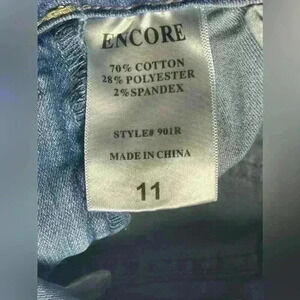 ENCORE
70% COTTON
28% POLYESTER
2% SPANDEX
STYLE# 901R
MADE IN CHINA
11